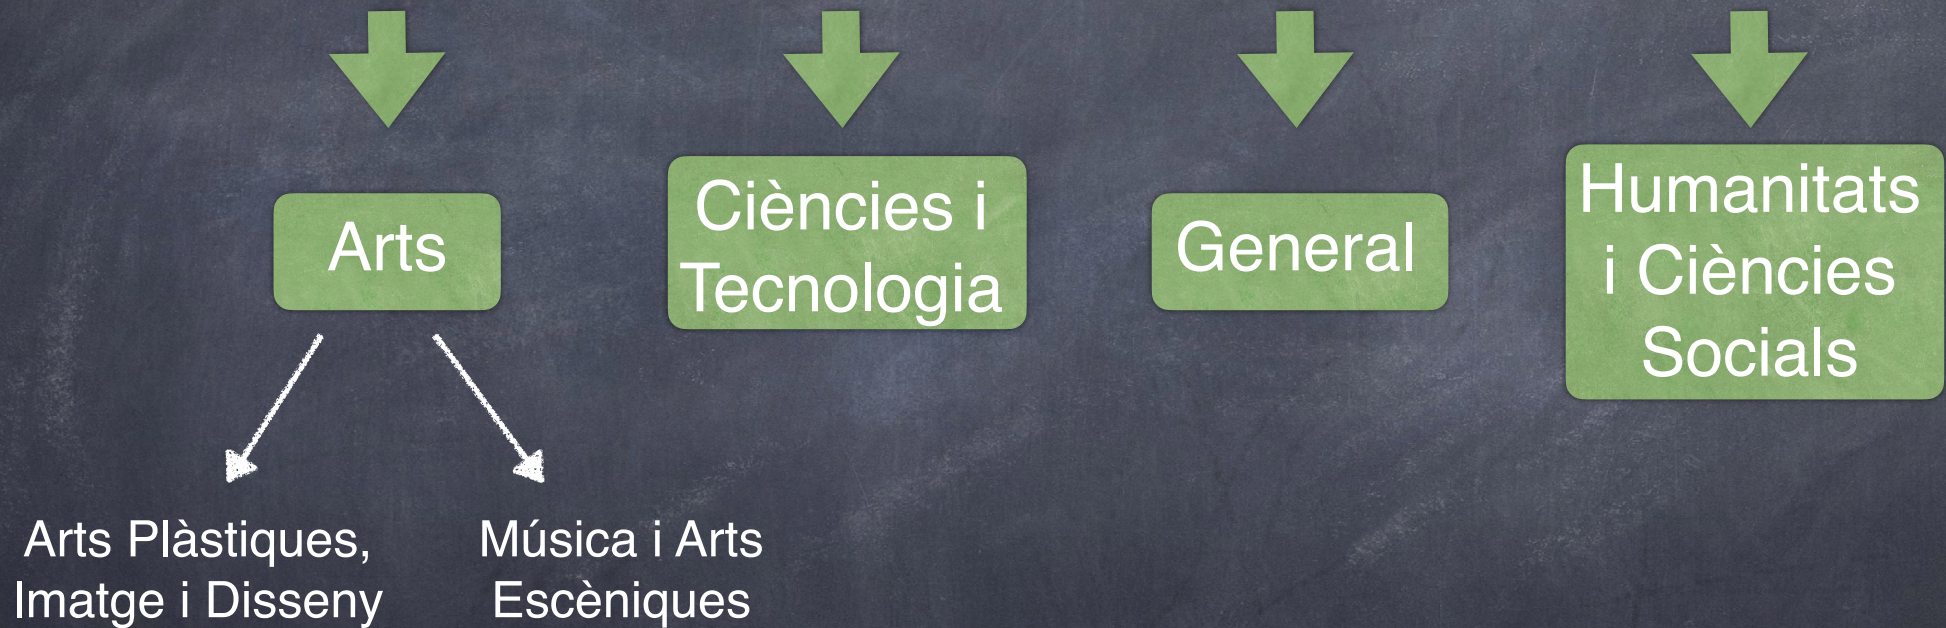 Arts
Ciències i
Tecnologia
General
Humanitats
i Ciències
Socials
Arts Plàstiques,
Imatge i Disseny
Música i Arts
Escèniques